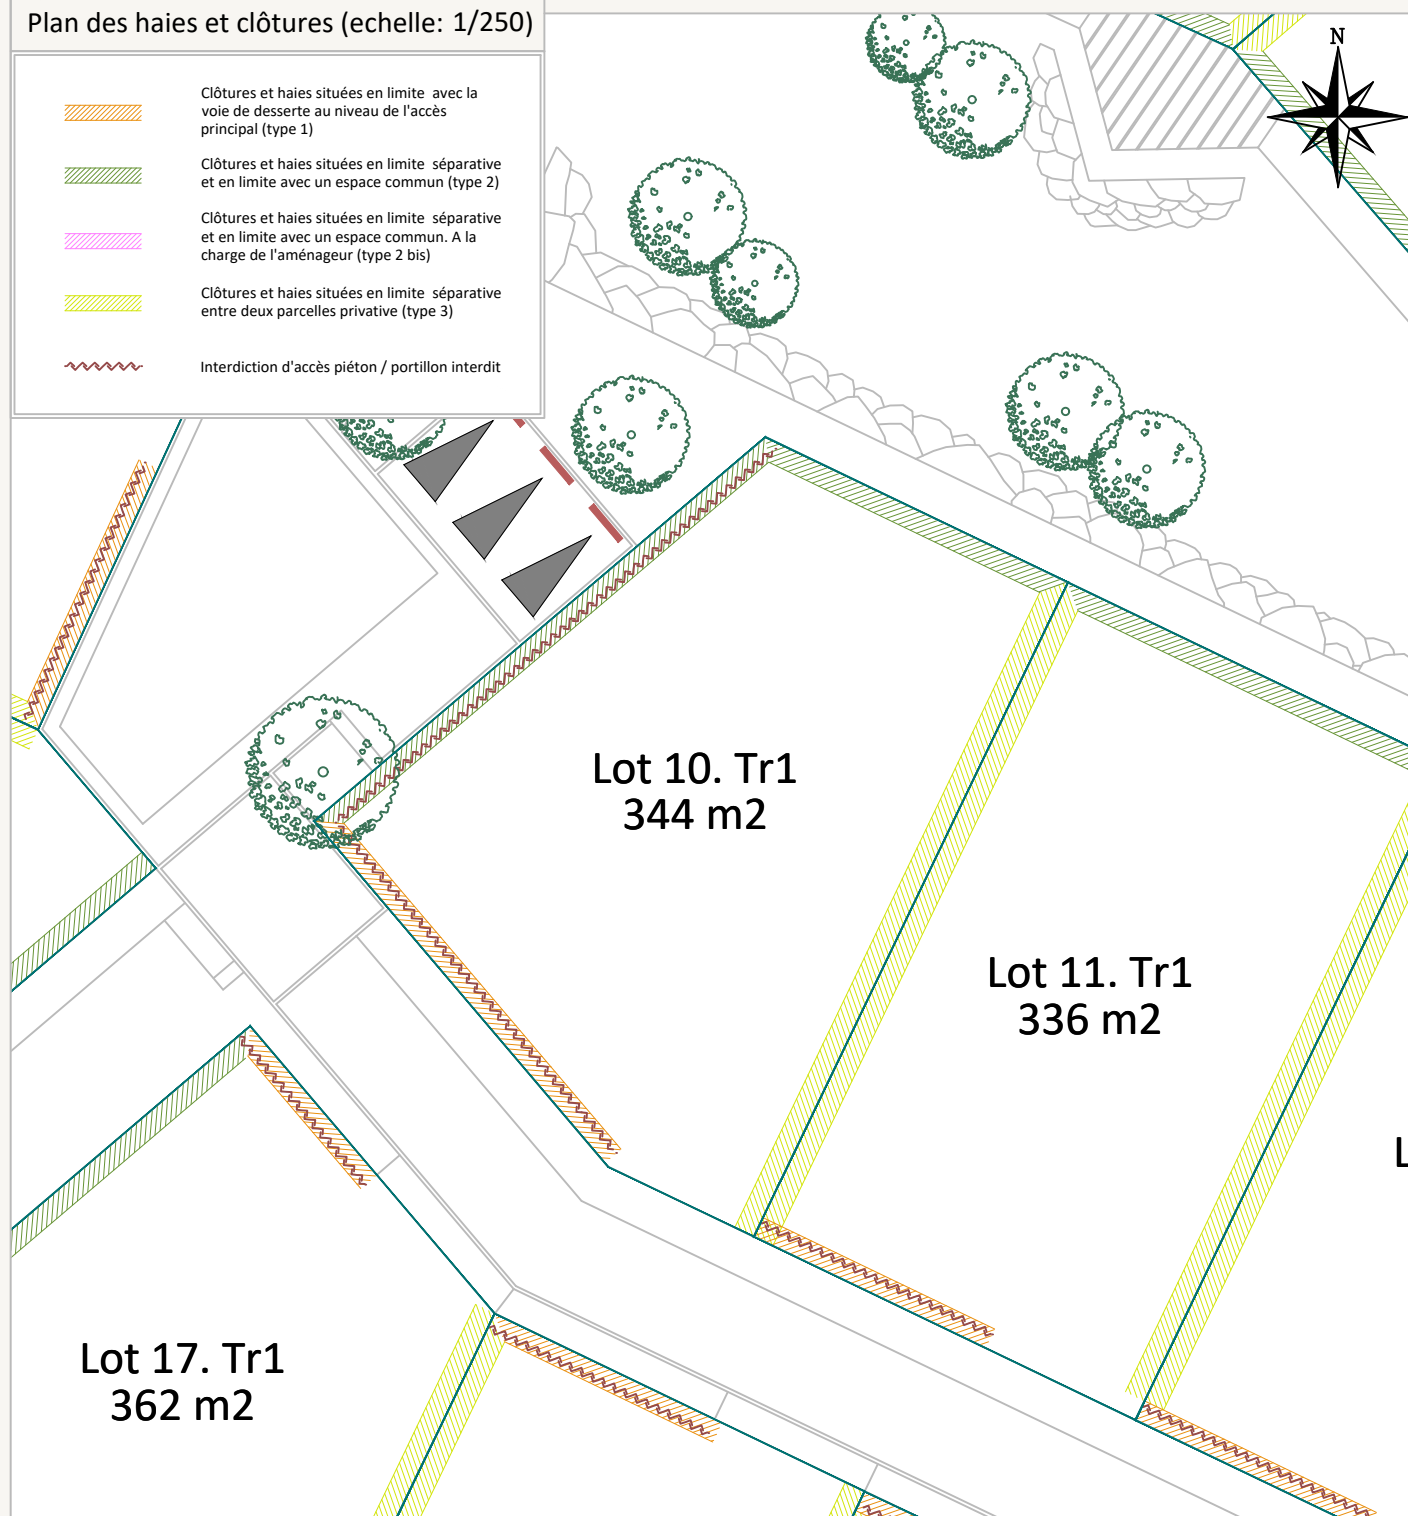 Plan des haies et clôtures (echelle: 1/250)
Clôtures et haies situées en limite avec la
voie de desserte au niveau de l'accès
principal (type 1)
Clôtures et haies situées en limite séparative
et en limite avec un espace commun (type 2)
Clôtures et haies situées en limite séparative
et en limite avec un espace commun. A la
charge de l'aménageur (type 2 bis)
Clôtures et haies situées en limite séparative
entre deux parcelles privative (type 3)
Interdiction d'accès piéton / portillon interdit
N
Lot 10. Tr1
344 m2
Lot 11. Tr1
336 m2
L
Lot 17. Tr1
362 m2